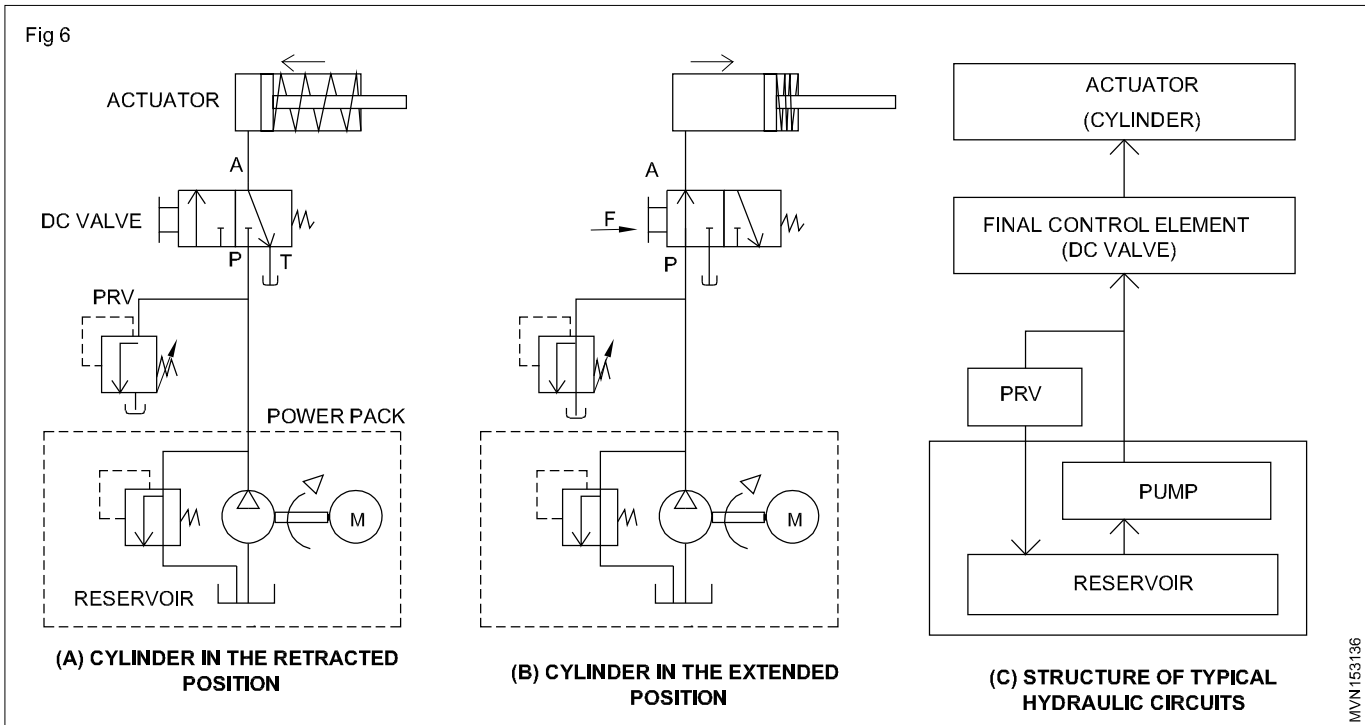 Fig 6
ACTUATOR
A
DC VALVE
P
T
PRV
POWER PACK
M
RESERVOIR
(A) CYLINDER IN THE RETRACTED
POSITION
A
F
P
M
(B) CYLINDER IN THE EXTENDED
POSITION
ACTUATOR
(CYLINDER)
FINAL CONTROL ELEMENT
(DC VALVE)
PRV
PUMP
RESERVOIR
(C) STRUCTURE OF TYPICAL
HYDRAULIC CIRCUITS
MVN153136